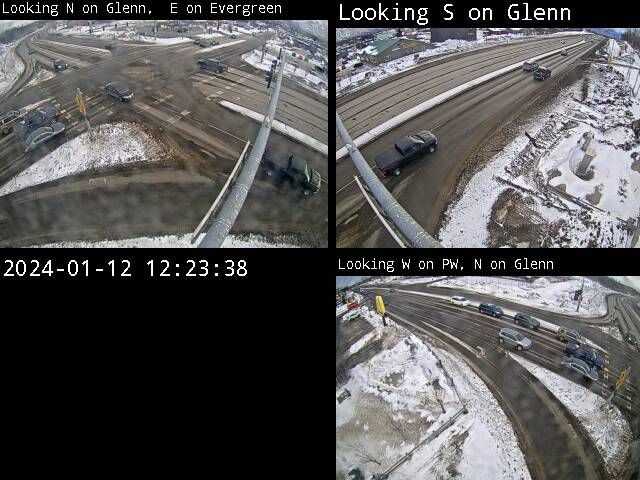 Looking N on Glenn,  E on Evergreen
Looking S on Glenn
2024-01-12 12:23:38
Looking W on PW, N on Glenn